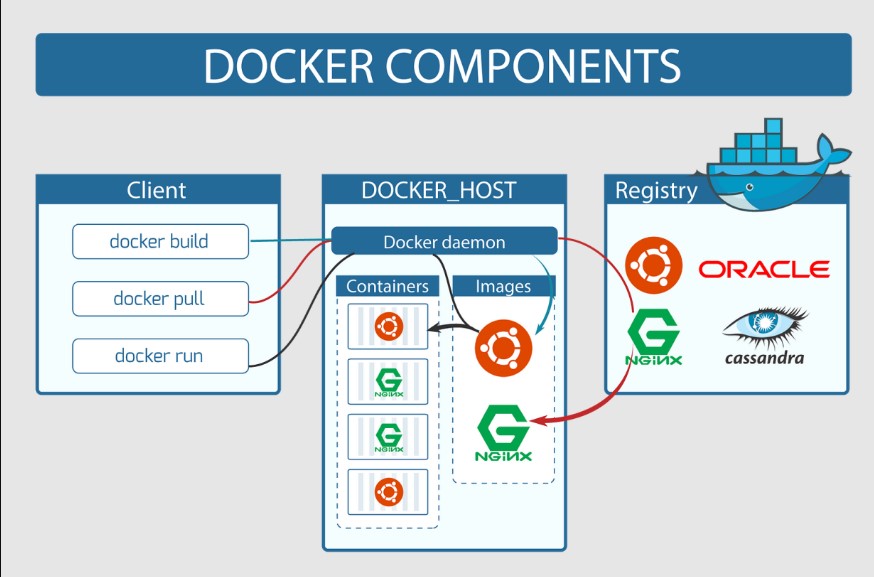 DOCKER COMPONENTS
Client
docker build
docker pull
docker run
DOCKER_HOST
Docker daemon
Containers
NGiNX
NGiNX
Images
NGiNX
Registry
ORACLE
NGiNX
cassandra